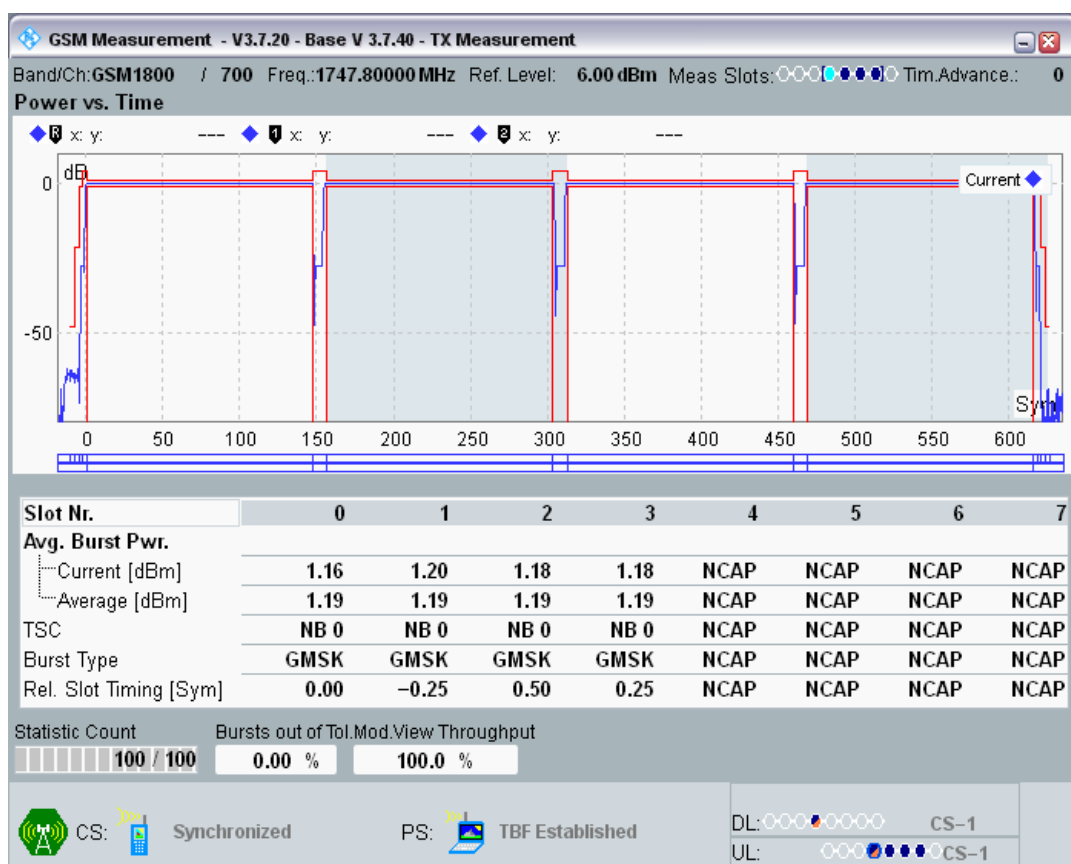 GSM Measurement - V3.7.20 - Base V 3.7.40 - TX Measurement
Band/Ch:GSM1800 / 700 Freq.:1747.80000 MHz Ref. Level: 6.00 dBm Meas Slots: Tim.Advance.: 0
Power vs. Time
R x: y: --- 1 x: y: --- 2 x: y: ---
dB
Current
0
-50
Sym
0 50 100 150 200 250 300 350 400 450 500 550 600
Slot Nr. 0 1 2 3 4 5 6 7
Avg. Burst Pwr.
Current [dBm] 1.16 1.20 1.18 1.18 NCAP NCAP NCAP NCAP
Average [dBm] 1.19 1.19 1.19 1.19 NCAP NCAP NCAP NCAP
TSC NB 0 NB 0 NB 0 NB 0 NCAP NCAP NCAP NCAP
Burst Type GMSK GMSK GMSK GMSK NCAP NCAP NCAP NCAP
Rel. Slot Timing [Sym] 0.00 −0.25 0.50 0.25 NCAP NCAP NCAP NCAP
Statistic Count Bursts out of Tol.Mod.View Throughput
100 / 100 0.00 % 100.0 %
CS: Synchronized PS: TBF Established
DL: CS−1
UL: CS−1